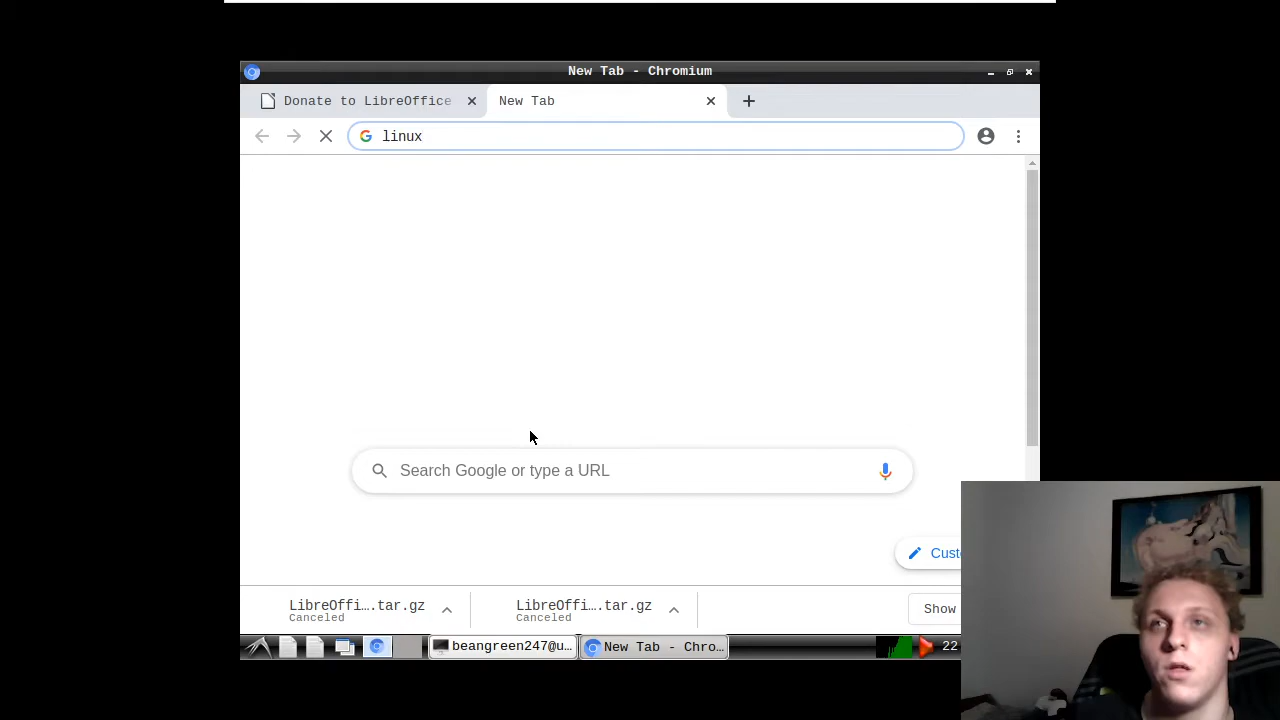 New Tab - Chromium
Donate to LibreOffice
New Tab
linux
Search Google or type a URL
Custo
LibreOffi….tar.gz
Canceled
LibreOffi….tar.gz
Canceled
Show
beangreen247@u…
New Tab - Chro…
22